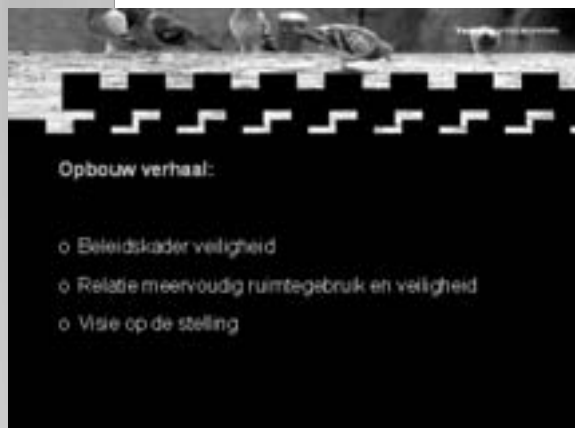 Opbouw verhaal:
o Beleidskader veiligheid
o Relatie meervoudig ruimtegebruik en veiligheid
o Visie op de stelling